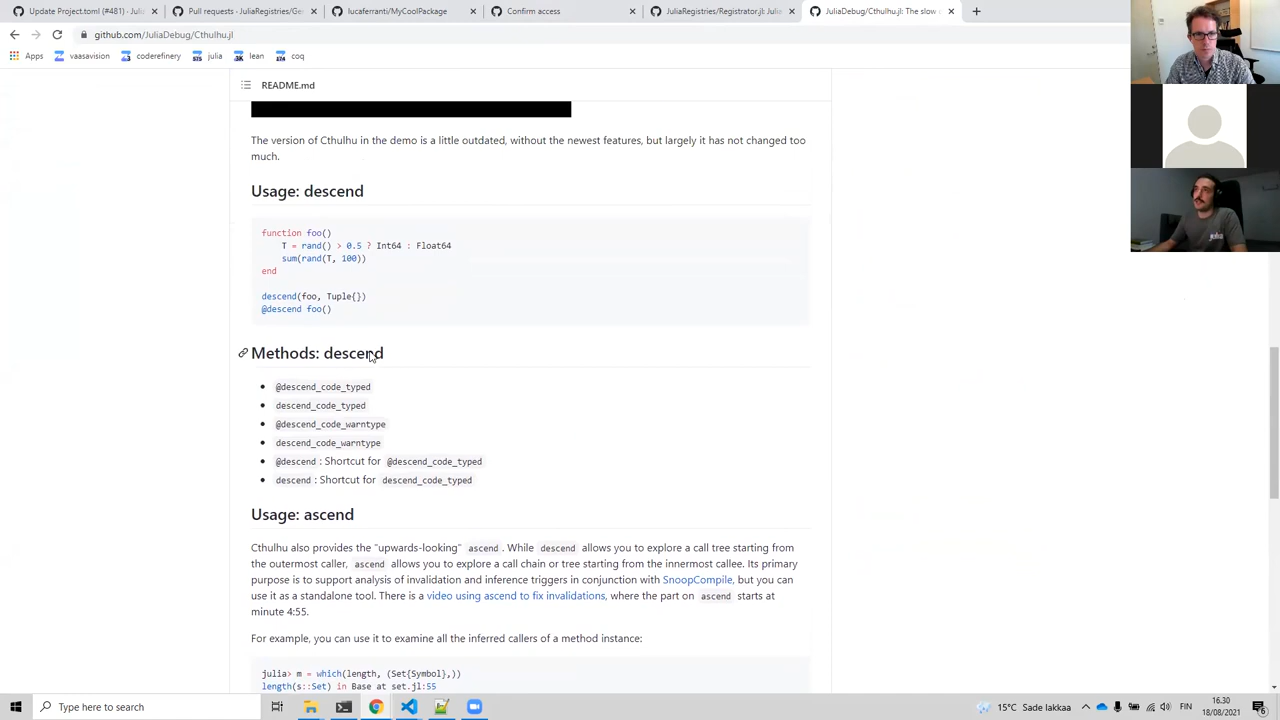 Update Project.toml (#481) · Julia
Pull requests · RelationalAI/Ge
lucaferranti/MyCoolPackage
Confirm access
JuliaRegistries/Registrator.jl: Juli
JuliaDebug/Cthulhu.jl: The slow
github.com/JuliaDebug/Cthulhu.jl
Apps vaasavision coderefinery julia lean coq
README.md
The version of Cthulhu in the demo is a little outdated, without the newest features, but largely it has not changed too
much.
Usage: descend
function foo()
T = rand() > 0.5 ? Int64 : Float64
sum(rand(T, 100))
end
descend(foo, Tuple{})
@descend foo()
Methods: descend
@descend_code_typed
descend_code_typed
@descend_code_warntype
descend_code_warntype
@descend : Shortcut for @descend_code_typed
descend : Shortcut for descend_code_typed
Usage: ascend
Cthulhu also provides the "upwards-looking" ascend . While descend allows you to explore a call tree starting from
the outermost caller, ascend allows you to explore a call chain or tree starting from the innermost callee. Its primary
purpose is to support analysis of invalidation and inference triggers in conjunction with SnoopCompile, but you can
use it as a standalone tool. There is a video using ascend to fix invalidations, where the part on ascend starts at
minute 4:55.
For example, you can use it to examine all the inferred callers of a method instance:
julia> m = which(length, (Set{Symbol},))
length(s::Set) in Base at set.jl:55
Type here to search
15°C Sade lakkaa
FIN
16.30
18/08/2021